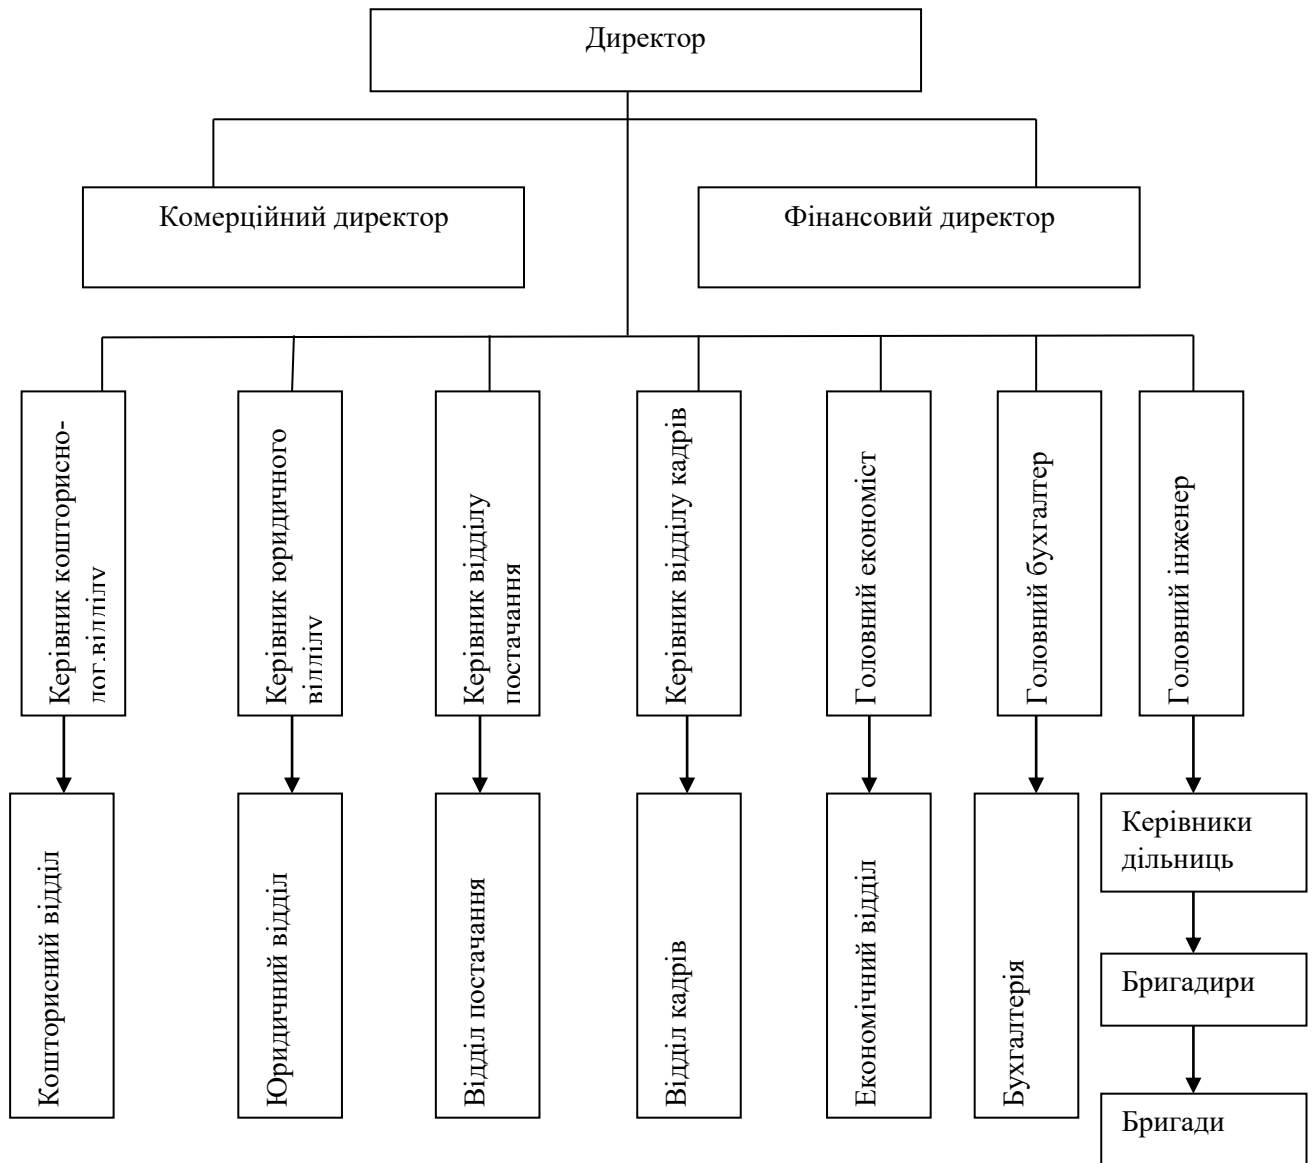 Директор
Комерційний директор
Фінансовий директор
Керівник кошторисно-
дог.відділу
Керівник юридичного
відділу
Керівник відділу
постачання
Керівник відділу кадрів
Головний економіст
Головний бухгалтер
Головний інженер
Кошторисний відділ
Юридичний відділ
Відділ постачання
Відділ кадрів
Економічний відділ
Бухгалтерія
Керівники
дільниць
Бригадири
Бригади